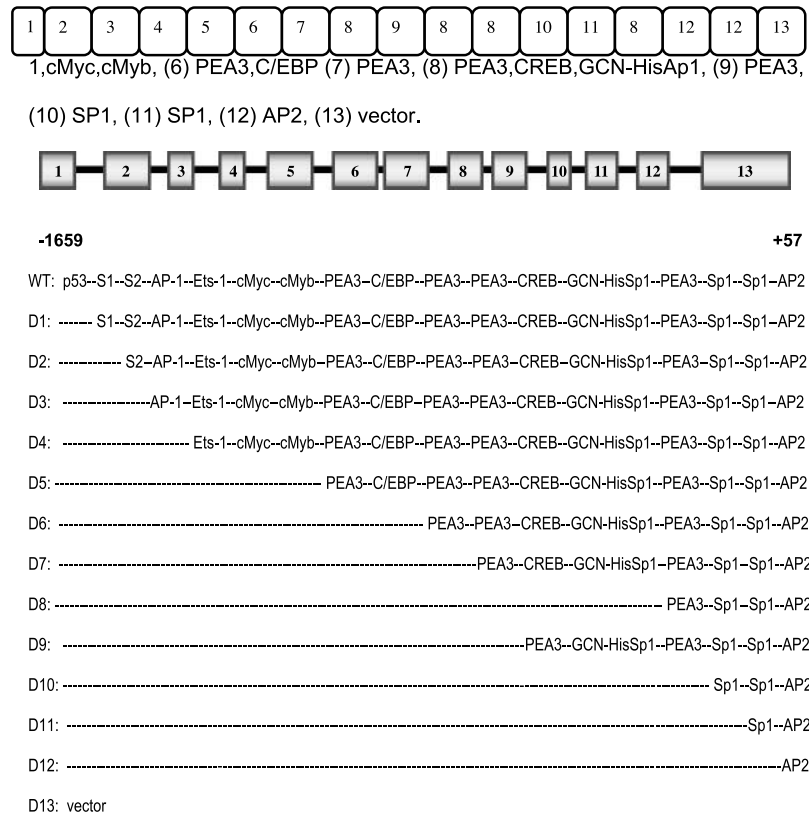 1 2 3 4 5 6 7 8 9 8 8 10 11 8 12 12 13
1,cMyc,cMyb, (6) PEA3,C/EBP (7) PEA3, (8) PEA3,CREB,GCN-HisAp1, (9) PEA3,
(10) SP1, (11) SP1, (12) AP2, (13) vector.
1 2 3 4 5 6 7 8 9 10 11 12 13
-1659 +57
WT: p53--S1--S2--AP-1--Ets-1--cMyc--cMyb--PEA3–C/EBP--PEA3--PEA3--CREB--GCN-HisSp1--PEA3--Sp1--Sp1–AP2
D1: ------- S1--S2--AP-1--Ets-1--cMyc--cMyb--PEA3--C/EBP--PEA3--PEA3--CREB--GCN-HisSp1--PEA3--Sp1--Sp1--AP2
D2: ------------- S2–AP-1--Ets-1--cMyc--cMyb–PEA3--C/EBP--PEA3--PEA3–CREB–GCN-HisSp1--PEA3–Sp1--Sp1--AP2
D3: ------------------AP-1–Ets-1--cMyc–cMyb--PEA3--C/EBP–PEA3--PEA3--CREB--GCN-HisSp1--PEA3--Sp1–Sp1–AP2
D4: -------------------------- Ets-1--cMyc--cMyb--PEA3--C/EBP--PEA3--PEA3--CREB--GCN-HisSp1--PEA3--Sp1--Sp1--AP2
D5: ------------------------------------------------------- PEA3--C/EBP--PEA3--PEA3--CREB--GCN-HisSp1--PEA3--Sp1--Sp1--AP2
D6: --------------------------------------------------------------------------- PEA3--PEA3–CREB--GCN-HisSp1--PEA3--Sp1--Sp1--AP2
D7: -------------------------------------------------------------------------------------PEA3--CREB--GCN-HisSp1–PEA3--Sp1--Sp1--AP2
D8: ---------------------------------------------------------------------------------------------------------------------------- PEA3--Sp1–Sp1--AP2
D9: -----------------------------------------------------------------------------------------------PEA3--GCN-HisSp1--PEA3--Sp1--Sp1--AP2
D10: ------------------------------------------------------------------------------------------------------------------------------------ Sp1--Sp1--AP2
D11: -------------------------------------------------------------------------------------------------------------------------------------------Sp1--AP2
D12: --------------------------------------------------------------------------------------------------------------------------------------------------AP2
D13: vector